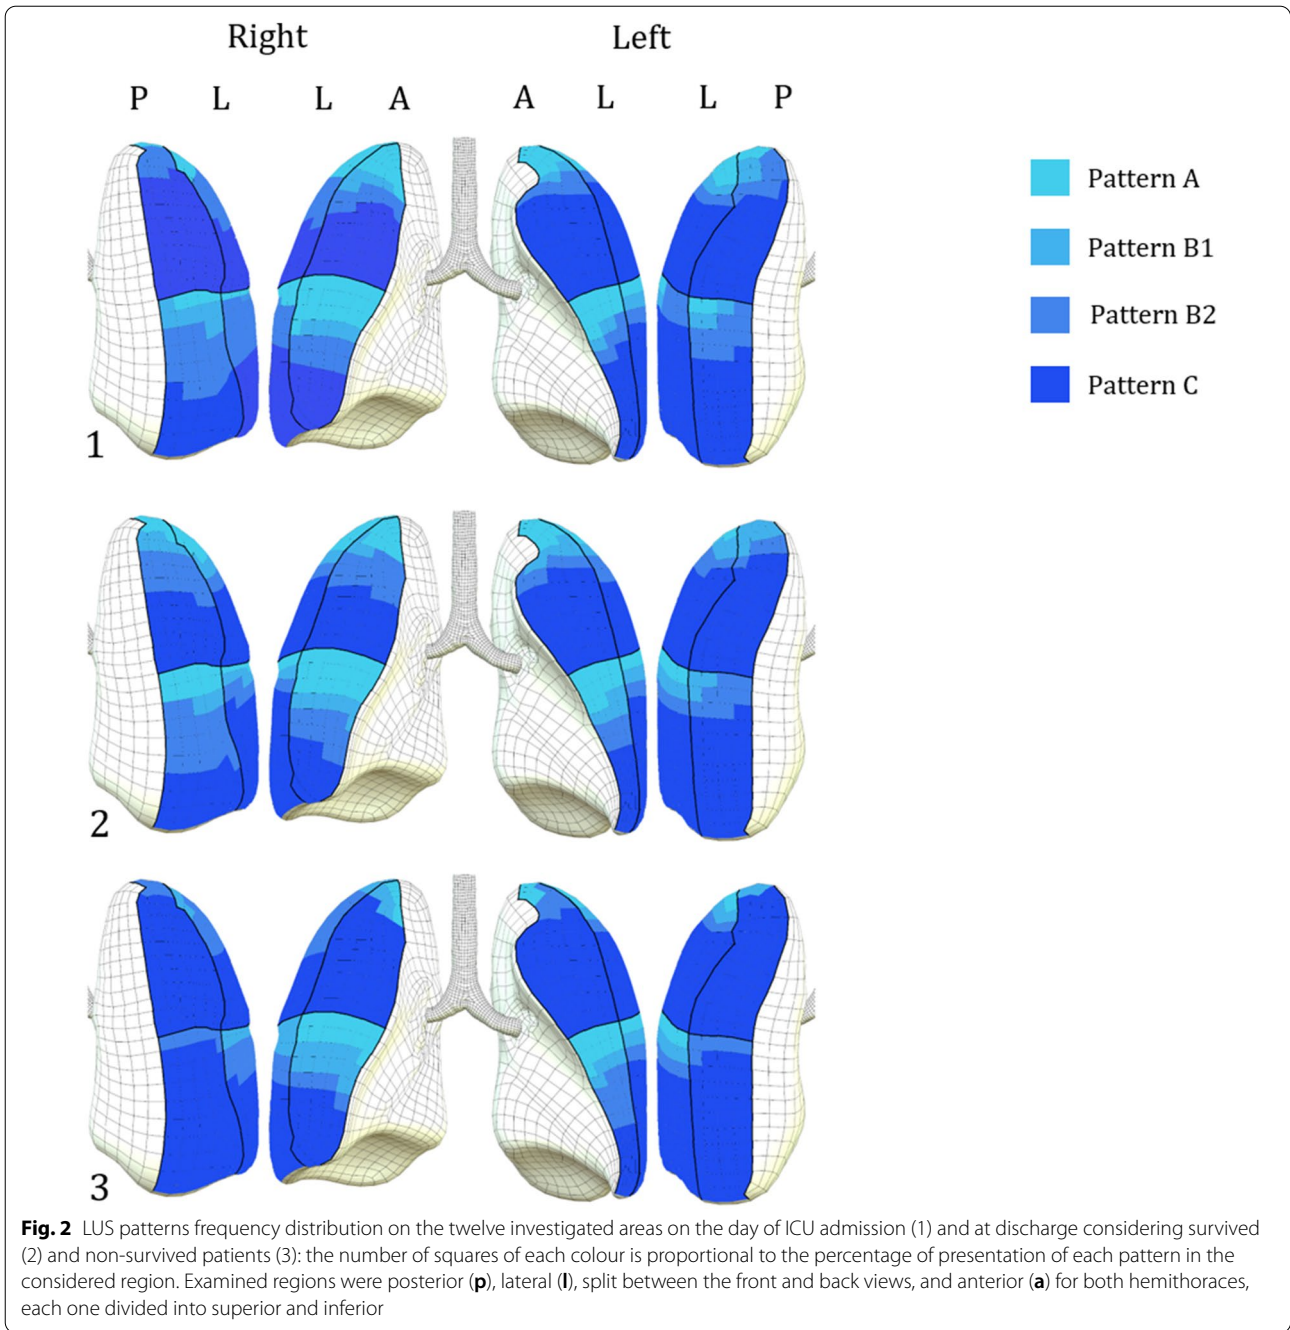 Right Left
P L L A A L L P
Pattern A
Pattern B1
Pattern B2
Pattern C
1
2
3
Fig. 2 LUS patterns frequency distribution on the twelve investigated areas on the day of ICU admission (1) and at discharge considering survived
(2) and non-survived patients (3): the number of squares of each colour is proportional to the percentage of presentation of each pattern in the
considered region. Examined regions were posterior (p), lateral (l), split between the front and back views, and anterior (a) for both hemithoraces,
each one divided into superior and inferior